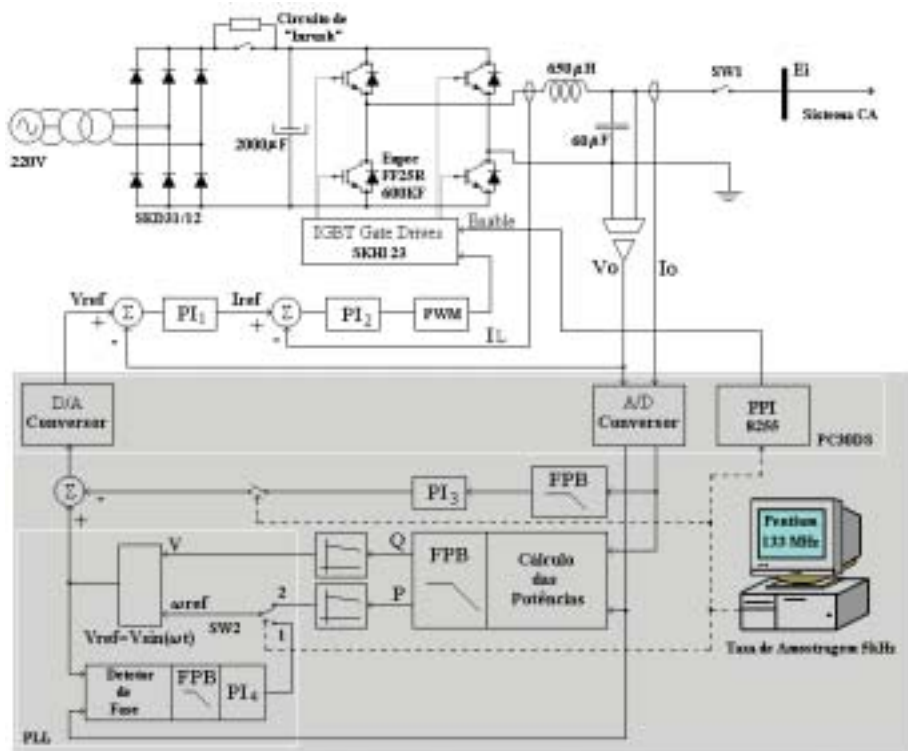 Circuito de
"Inrush"
650µH
SW1
Ei
Sistema CA
220V
2000µF
60µF
Eupec
FF25R
600KF
SKD31/12
IGBT Gate Drives
SKHI 23
Enable
Vo
Io
Vref
+
-
Σ
PI1
Iref
+
-
Σ
PI2
PWM
IL
D/A
Conversor
A/D
Conversor
PPI
8255
PC30DS
Σ
-
+
PI3
FPB
Pentium
133 MHz
V
Q
FPB
Cálculo
das
Potências
P
ωref
SW2
2
1
Vref=Vsin(ωt)
Taxa de Amostragem 5kHz
Detetor
de
Fase
FPB
PI4
PLL